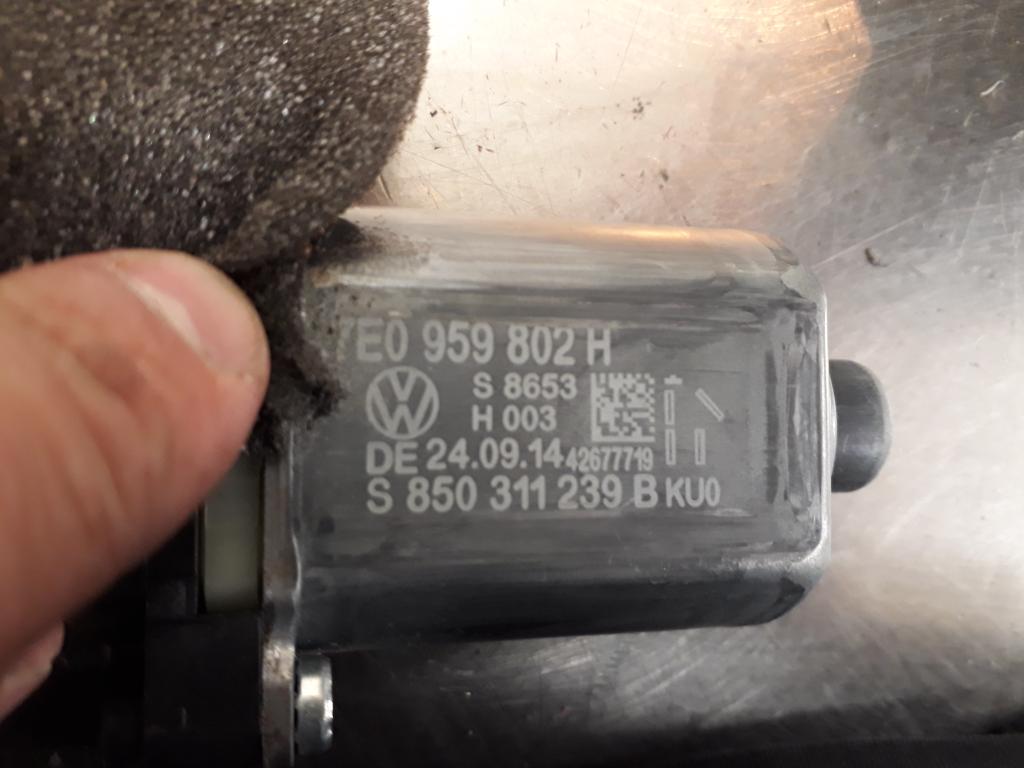 7E0 959 802 H
S 8653
H 003
DE 24.09.14 42677719
S 850 311 239 B KU0